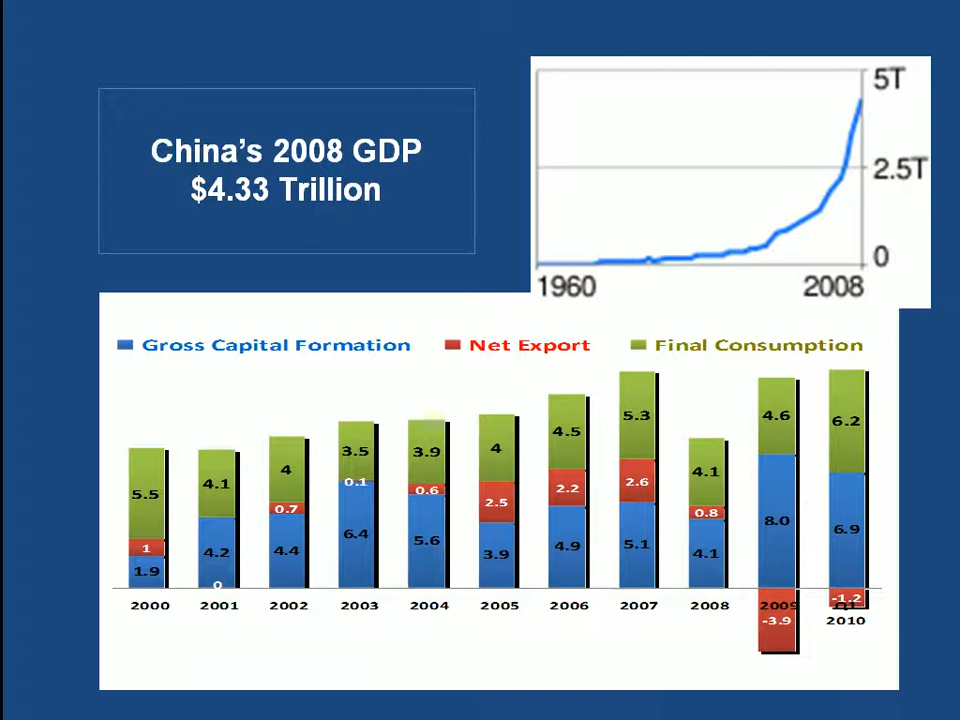 China's 2008 GDP
$4.33 Trillion
5T
2.5T
0
1960 2008
Gross Capital Formation Net Export Final Consumption
5.5 4.1 4 3.5 3.9 4 4.5 5.3 4.1 4.6 6.2
1 0 0.7 0.1 0.6 2.5 2.2 2.6 0.8 -3.9 -1.2
1.9 4.2 4.4 6.4 5.6 3.9 4.9 5.1 4.1 8.0 6.9
2000 2001 2002 2003 2004 2005 2006 2007 2008 2009 Q1
2010